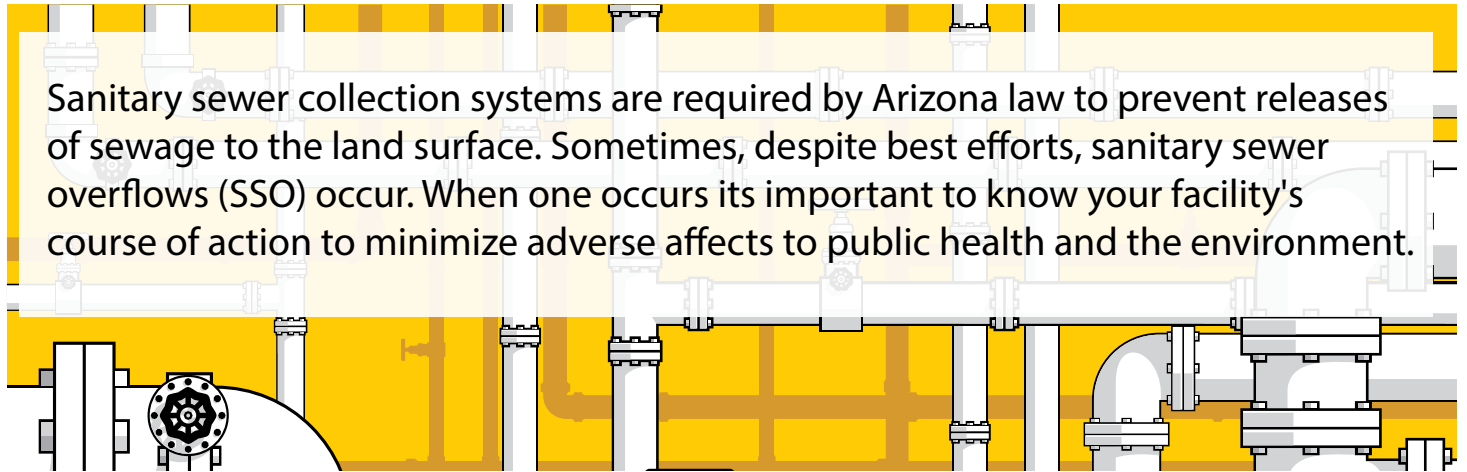 Sanitary sewer collection systems are required by Arizona law to prevent releases
of sewage to the land surface. Sometimes, despite best efforts, sanitary sewer
overflows (SSO) occur. When one occurs its important to know your facility's
course of action to minimize adverse affects to public health and the environment.